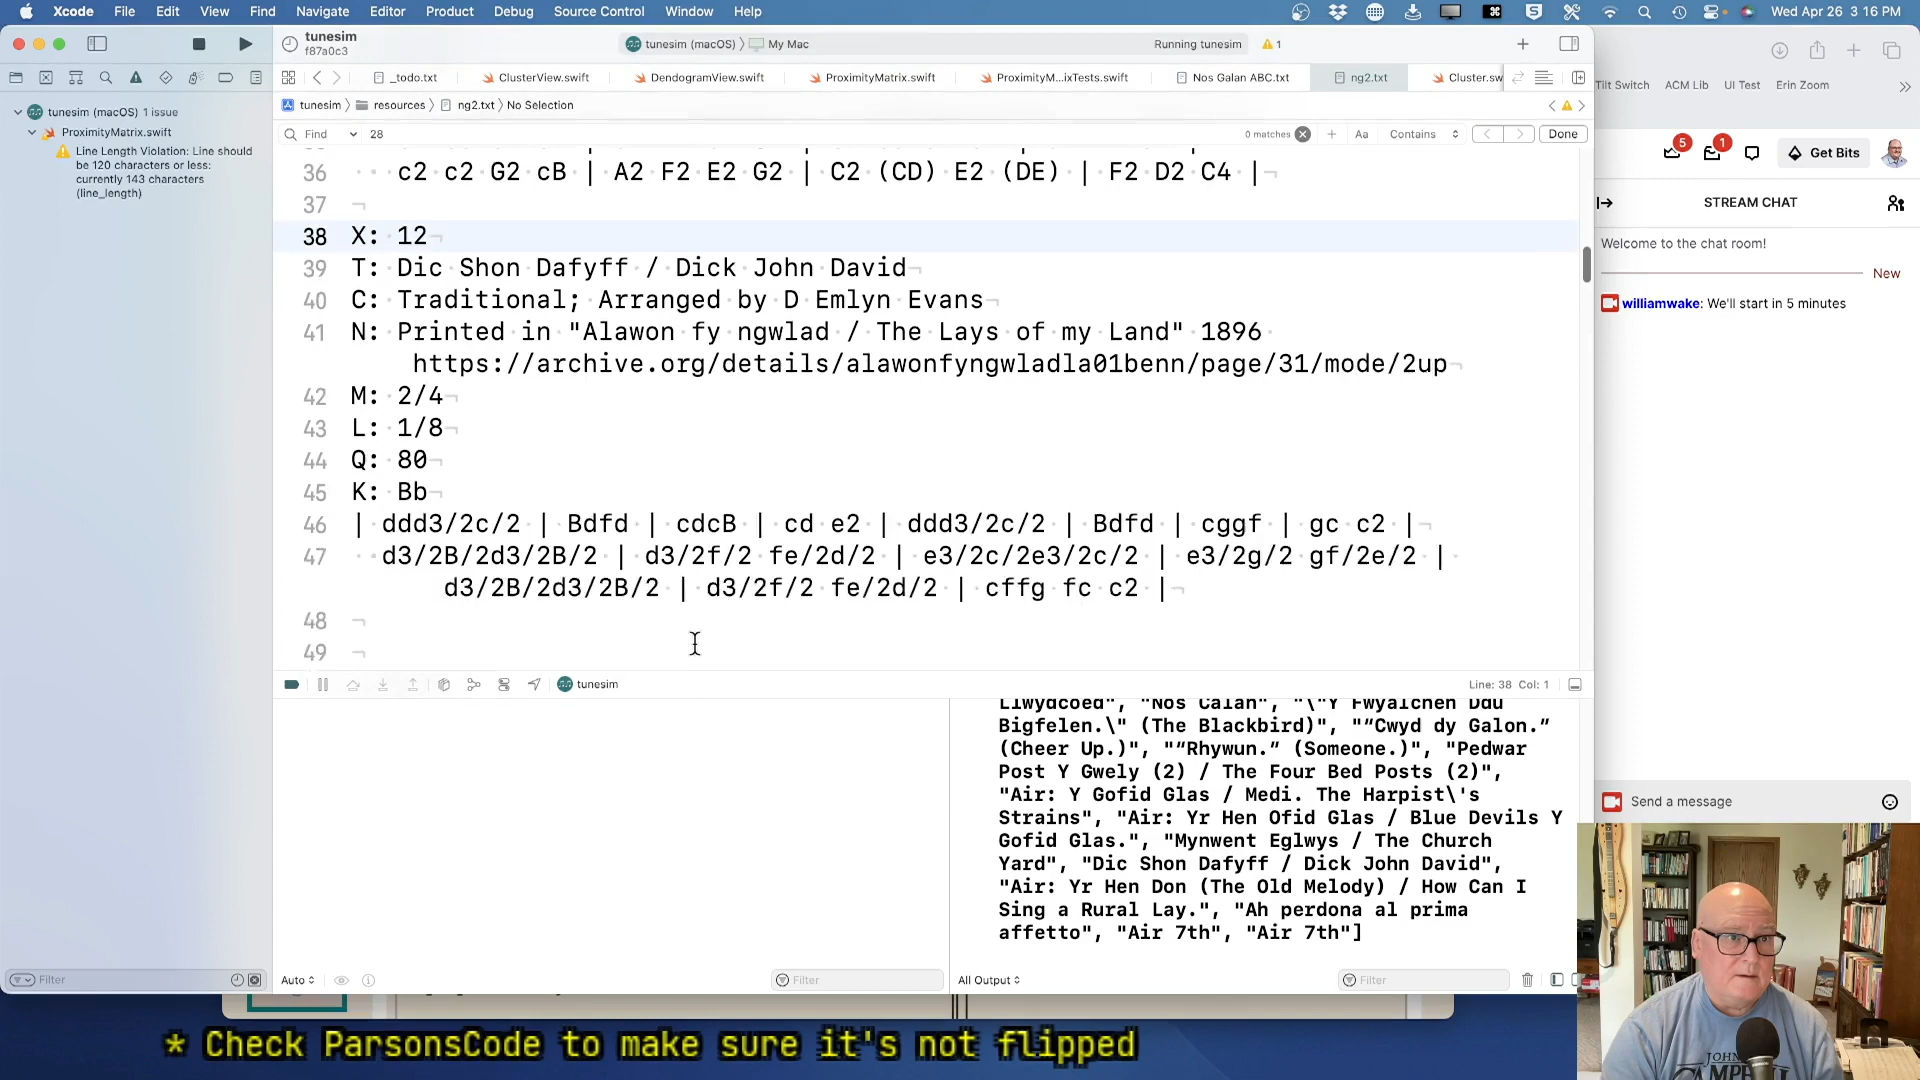 Xcode File Edit View Find Navigate Editor Product Debug Source Control Window Help
Wed Apr 26 3:16 PM
tunesim
f87a0c3
tunesim (macOS) My Mac
Running tunesim 1
_todo.txt ClusterView.swift DendogramView.swift ProximityMatrix.swift ProximityM...ixTests.swift Nos Galan ABC.txt ng2.txt Cluster.sw
tunesim resources ng2.txt No Selection
Find 28 0 matches Aa Contains Done
tunesim (macOS) 1 issue
ProximityMatrix.swift
Line Length Violation: Line should
be 120 characters or less:
currently 143 characters
(line_length)
36 c2 c2 G2 cB | A2 F2 E2 G2 | C2 (CD) E2 (DE) | F2 D2 C4 |
37
38 X: 12
39 T: Dic Shon Dafyff / Dick John David
40 C: Traditional; Arranged by D Emlyn Evans
41 N: Printed in "Alawon fy ngwlad / The Lays of my Land" 1896
https://archive.org/details/alawonfyngwladla01benn/page/31/mode/2up
42 M: 2/4
43 L: 1/8
44 Q: 80
45 K: Bb
46 | ddd3/2c/2 | Bdfd | cdcB | cd e2 | ddd3/2c/2 | Bdfd | cggf | gc c2 |
47 d3/2B/2d3/2B/2 | d3/2f/2 fe/2d/2 | e3/2c/2e3/2c/2 | e3/2g/2 gf/2e/2 |
d3/2B/2d3/2B/2 | d3/2f/2 fe/2d/2 | cffg fc c2 |
48
49
tunesim
Line: 38 Col: 1
Llwydcoed", "Nos Calan", "\"Y Fwyalchen Ddu
Bigfelen.\" (The Blackbird)", "“Cwyd dy Galon.”
(Cheer Up.)", "“Rhywun.” (Someone.)", "Pedwar
Post Y Gwely (2) / The Four Bed Posts (2)",
"Air: Y Gofid Glas / Medi. The Harpist\'s
Strains", "Air: Yr Hen Ofid Glas / Blue Devils Y
Gofid Glas.", "Mynwent Eglwys / The Church
Yard", "Dic Shon Dafyff / Dick John David",
"Air: Yr Hen Don (The Old Melody) / How Can I
Sing a Rural Lay.", "Ah perdona al prima
affetto", "Air 7th", "Air 7th"]
Filter
Auto
Filter
All Output
Filter
Tilt Switch ACM Lib UI Test Erin Zoom
5 1 Get Bits
STREAM CHAT
Welcome to the chat room!
New
williamwake: We'll start in 5 minutes
Send a message
* Check ParsonsCode to make sure it's not flipped